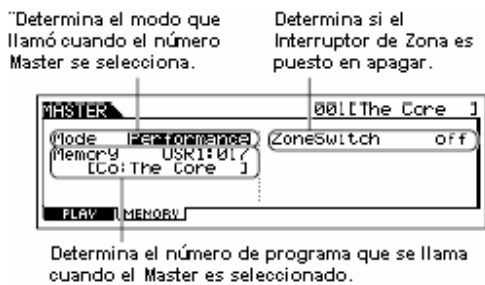 "Determina el modo que
llamó cuando el número
Master se selecciona.
Determina si el
Interruptor de Zona es
puesto en apagar.
MASTER
001[The Core ]
Mode Performance
ZoneSwitch off
Memory USR1:017
[Co:The Core ]
PLAY MEMORY
Determina el número de programa que se llama
cuando el Master es seleccionado.